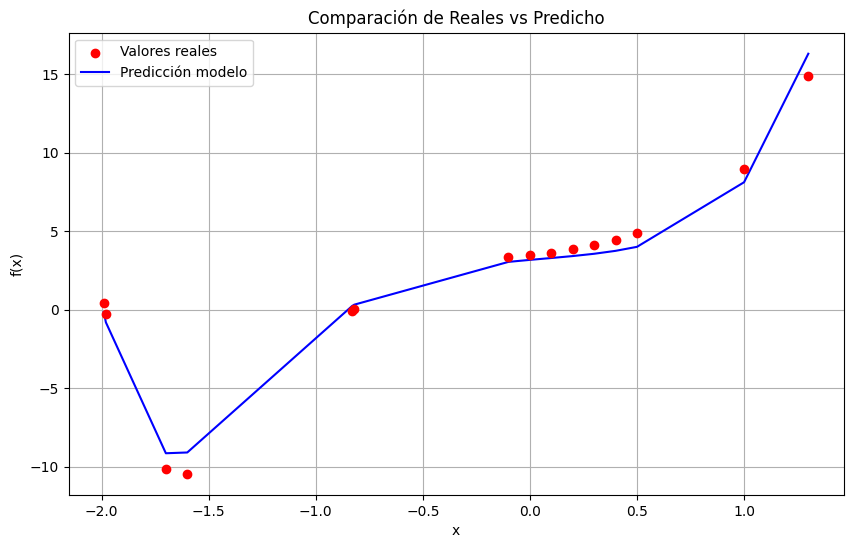 Comparación de Reales vs Predicho
Valores reales
Predicción modelo
15
10
5
0
−5
−10
f(x)
−2.0 −1.5 −1.0 −0.5 0.0 0.5 1.0
x